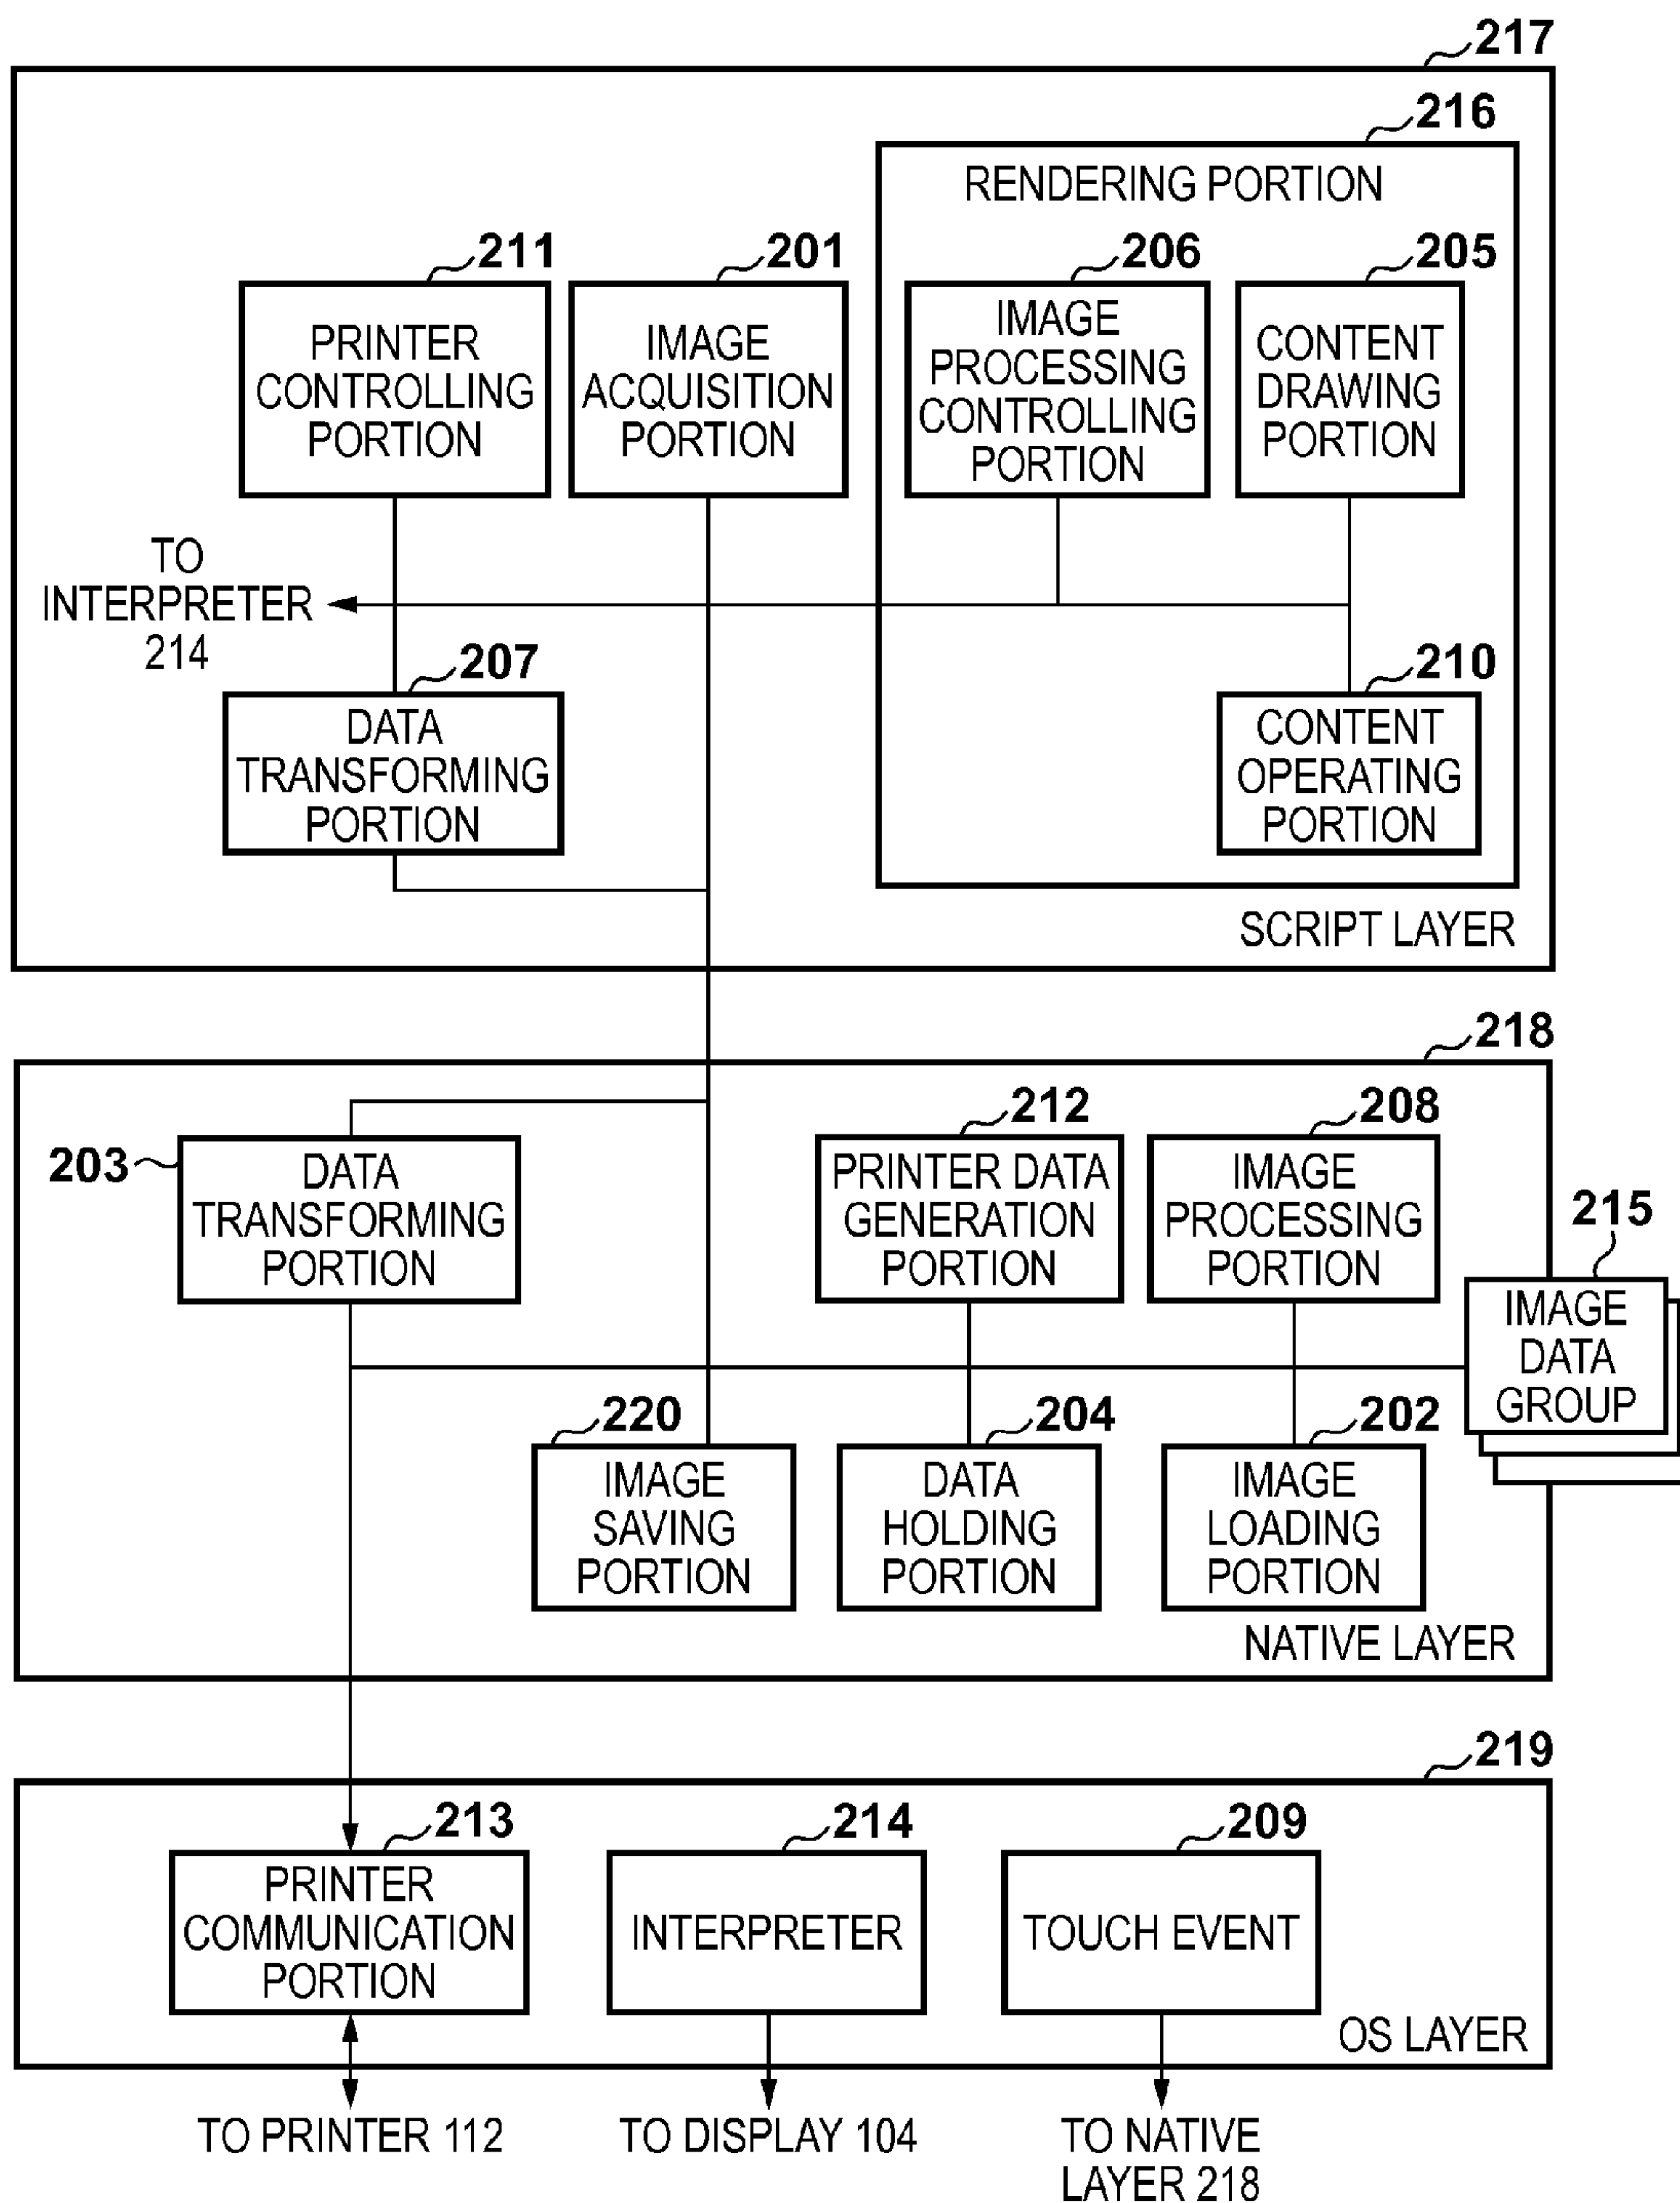 217
216
RENDERING PORTION
211
201
206
205
PRINTER
CONTROLLING
PORTION
IMAGE
ACQUISITION
PORTION
IMAGE
PROCESSING
CONTROLLING
PORTION
CONTENT
DRAWING
PORTION
TO
INTERPRETER
214
207
210
DATA
TRANSFORMING
PORTION
CONTENT
OPERATING
PORTION
SCRIPT LAYER
218
212
208
203
DATA
TRANSFORMING
PORTION
PRINTER DATA
GENERATION
PORTION
IMAGE
PROCESSING
PORTION
215
IMAGE
DATA
GROUP
220
204
202
IMAGE
SAVING
PORTION
DATA
HOLDING
PORTION
IMAGE
LOADING
PORTION
NATIVE LAYER
219
213
214
209
PRINTER
COMMUNICATION
PORTION
INTERPRETER
TOUCH EVENT
OS LAYER
TO PRINTER 112
TO DISPLAY 104
TO NATIVE
LAYER 218